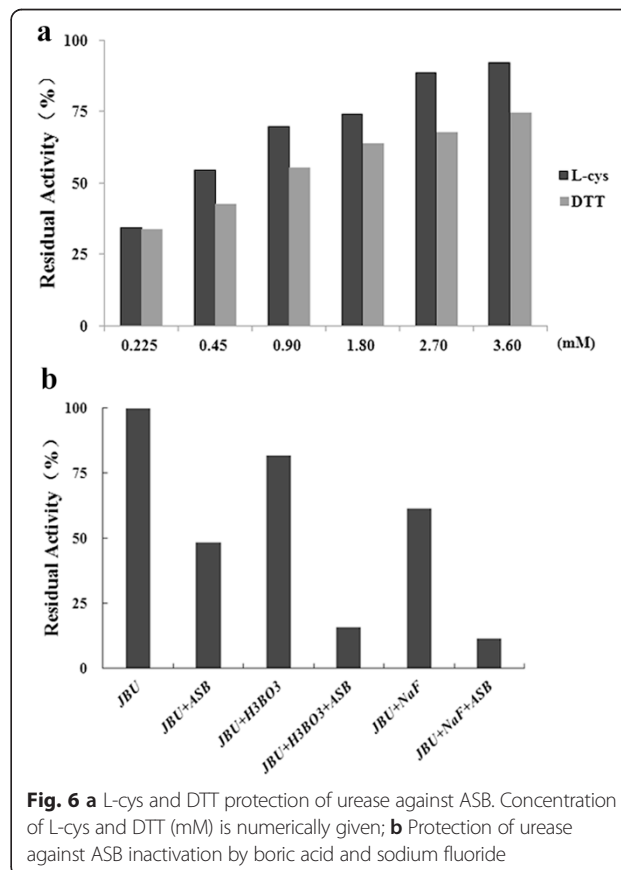 a
100
75
50
25
0
Residual Activity（%）
0.225 0.45 0.90 1.80 2.70 3.60 (mM)
L-cys
DTT
b
100
75
50
25
0
Residual Activity（%）
JBU
JBU+ASB
JBU+H3BO3
JBU+H3BO3+ASB
JBU+NaF
JBU+NaF+ASB
Fig. 6 a L-cys and DTT protection of urease against ASB. Concentration
of L-cys and DTT (mM) is numerically given; b Protection of urease
against ASB inactivation by boric acid and sodium fluoride